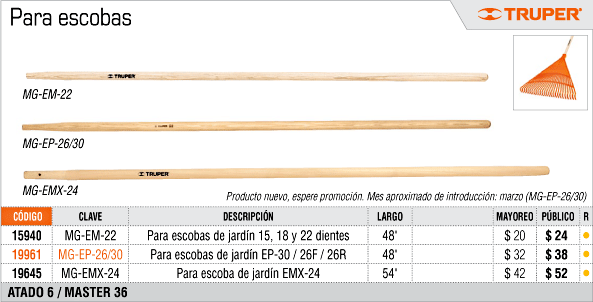 Para escobas
TRUPER®
TRUPER
MG-EM-22
MG-EP-26/30
TRUPER
MG-EMX-24
Producto nuevo, espere promoción. Mes aproximado de introducción: marzo (MG-EP-26/30)
CÓDIGO CLAVE DESCRIPCIÓN LARGO MAYOREO PÚBLICO R
15940 MG-EM-22 Para escobas de jardín 15, 18 y 22 dientes 48" $ 20 $ 24
19961 MG-EP-26/30 Para escobas de jardín EP-30 / 26F / 26R 48" $ 32 $ 38
19645 MG-EMX-24 Para escoba de jardín EMX-24 54" $ 42 $ 52
ATADO 6 / MASTER 36